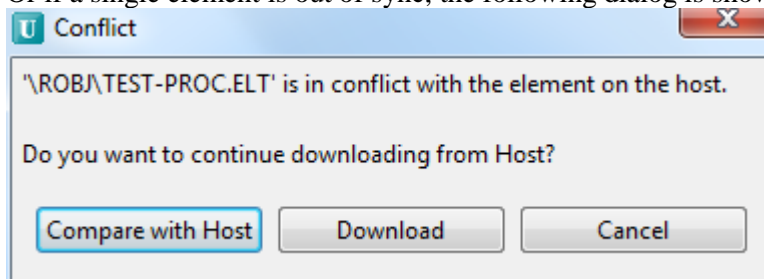 Or if a single element is out of sync, the following dialog is show
U Conflict
X
'\ROBJ\TEST-PROC.ELT' is in conflict with the element on the host.
Do you want to continue downloading from Host?
Compare with Host Download Cancel